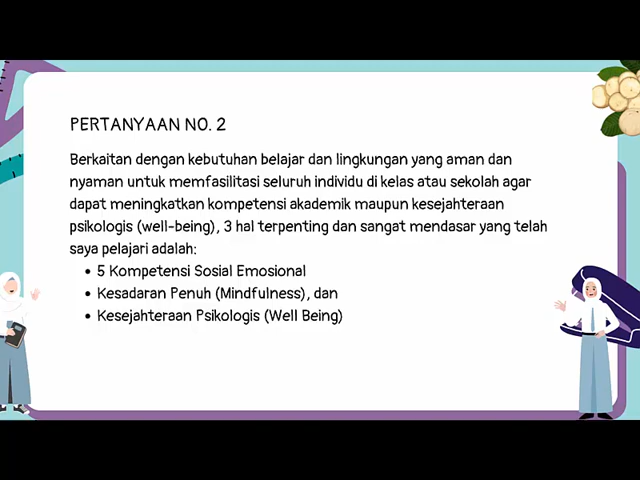 PERTANYAAN NO. 2
Berkaitan dengan kebutuhan belajar dan lingkungan yang aman dan
nyaman untuk memfasilitasi seluruh individu di kelas atau sekolah agar
dapat meningkatkan kompetensi akademik maupun kesejahteraan
psikologis (well-being), 3 hal terpenting dan sangat mendasar yang telah
saya pelajari adalah:
• 5 Kompetensi Sosial Emosional
• Kesadaran Penuh (Mindfulness), dan
• Kesejahteraan Psikologis (Well Being)